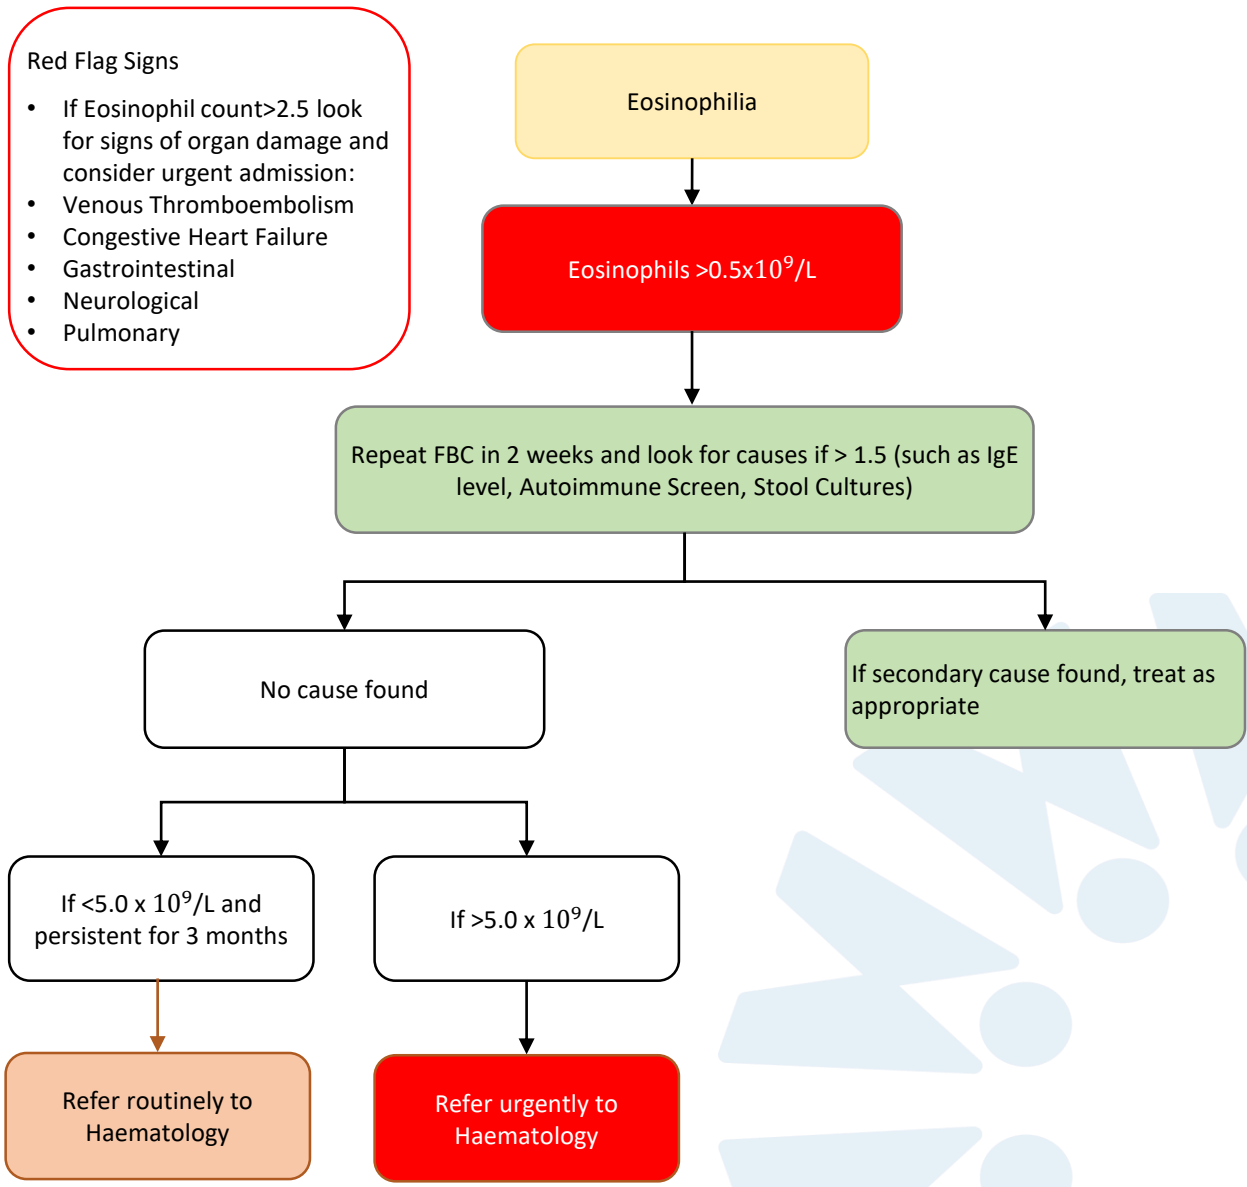 Red Flag Signs
• If Eosinophil count>2.5 look
for signs of organ damage and
consider urgent admission:
• Venous Thromboembolism
• Congestive Heart Failure
• Gastrointestinal
• Neurological
• Pulmonary
Eosinophilia
Eosinophils >0.5x10⁹/L
Repeat FBC in 2 weeks and look for causes if > 1.5 (such as IgE
level, Autoimmune Screen, Stool Cultures)
No cause found
If secondary cause found, treat as
appropriate
If <5.0 x 10⁹/L and
persistent for 3 months
If >5.0 x 10⁹/L
Refer routinely to
Haematology
Refer urgently to
Haematology